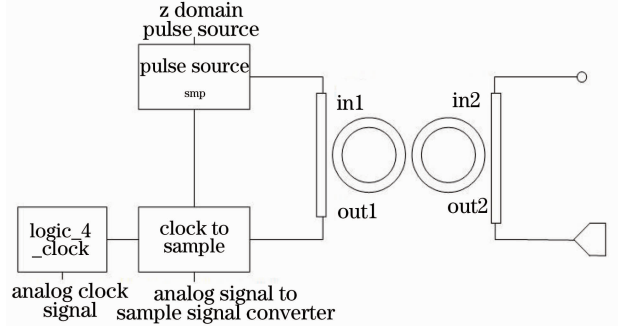 z domain
pulse source
pulse source
smp
in1
in2
out1
out2
logic_4
_clock
clock to
sample
analog clock
signal
analog signal to
sample signal converter